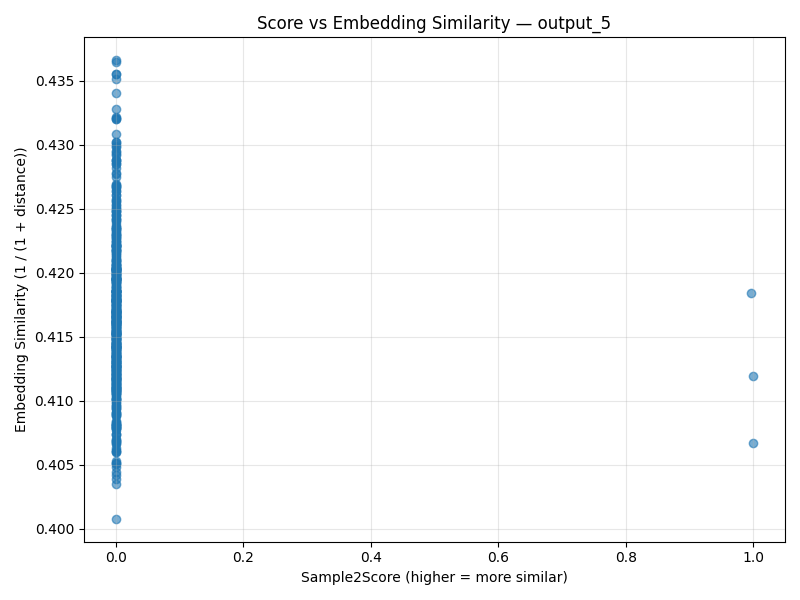 Score vs Embedding Similarity — output_5
Embedding Similarity (1 / (1 + distance))
0.435
0.430
0.425
0.420
0.415
0.410
0.405
0.400
0.0 0.2 0.4 0.6 0.8 1.0
Sample2Score (higher = more similar)